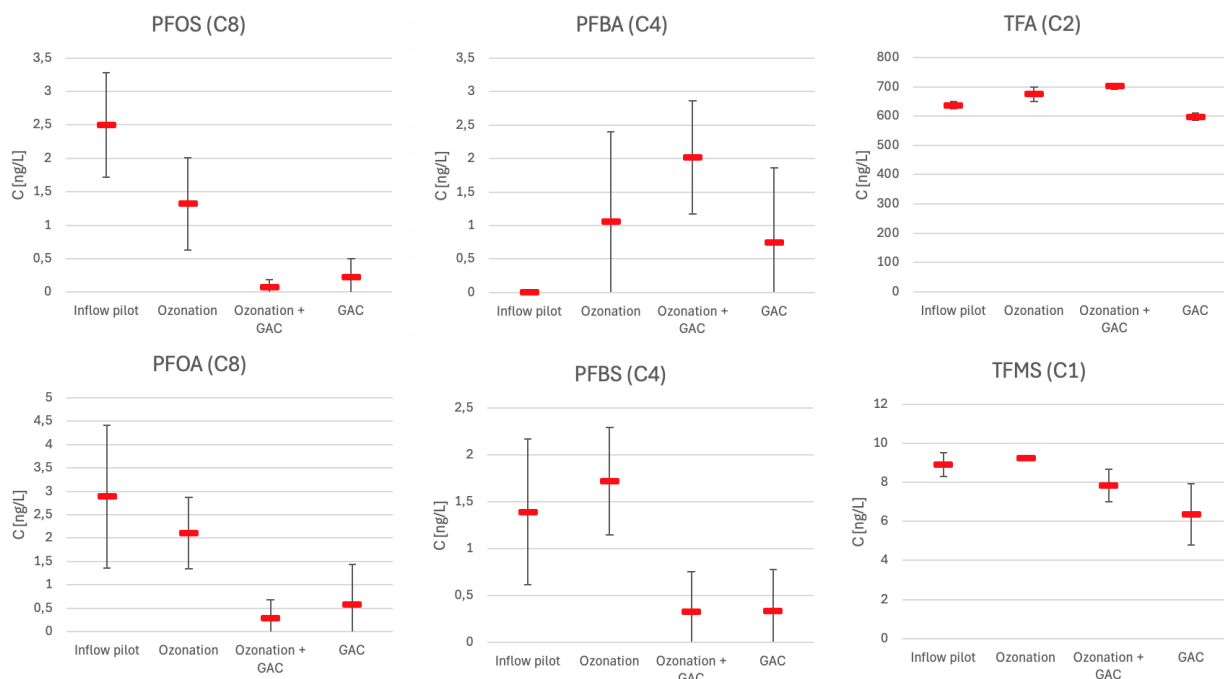 PFOS (C8)
3,5
3
2,5
2
1,5
1
0,5
0
C [ng/L]
Inflow pilot
Ozonation
Ozonation +
GAC
GAC
PFBA (C4)
3,5
3
2,5
2
1,5
1
0,5
0
C [ng/L]
Inflow pilot
Ozonation
Ozonation +
GAC
GAC
TFA (C2)
800
700
600
500
400
300
200
100
0
C [ng/L]
Inflow pilot
Ozonation
Ozonation +
GAC
GAC
PFOA (C8)
5
4,5
4
3,5
3
2,5
2
1,5
1
0,5
0
C [ng/L]
Inflow pilot
Ozonation
Ozonation +
GAC
GAC
PFBS (C4)
2,5
2
1,5
1
0,5
0
C [ng/L]
Inflow pilot
Ozonation
Ozonation +
GAC
GAC
TFMS (C1)
12
10
8
6
4
2
0
C [ng/L]
Inflow pilot
Ozonation
Ozonation +
GAC
GAC